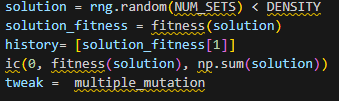 solution = rng.random(NUM_SETS) < DENSITY
solution_fitness = fitness(solution)
history= [solution_fitness[1]]
ic(0, fitness(solution), np.sum(solution))
tweak =  multiple_mutation